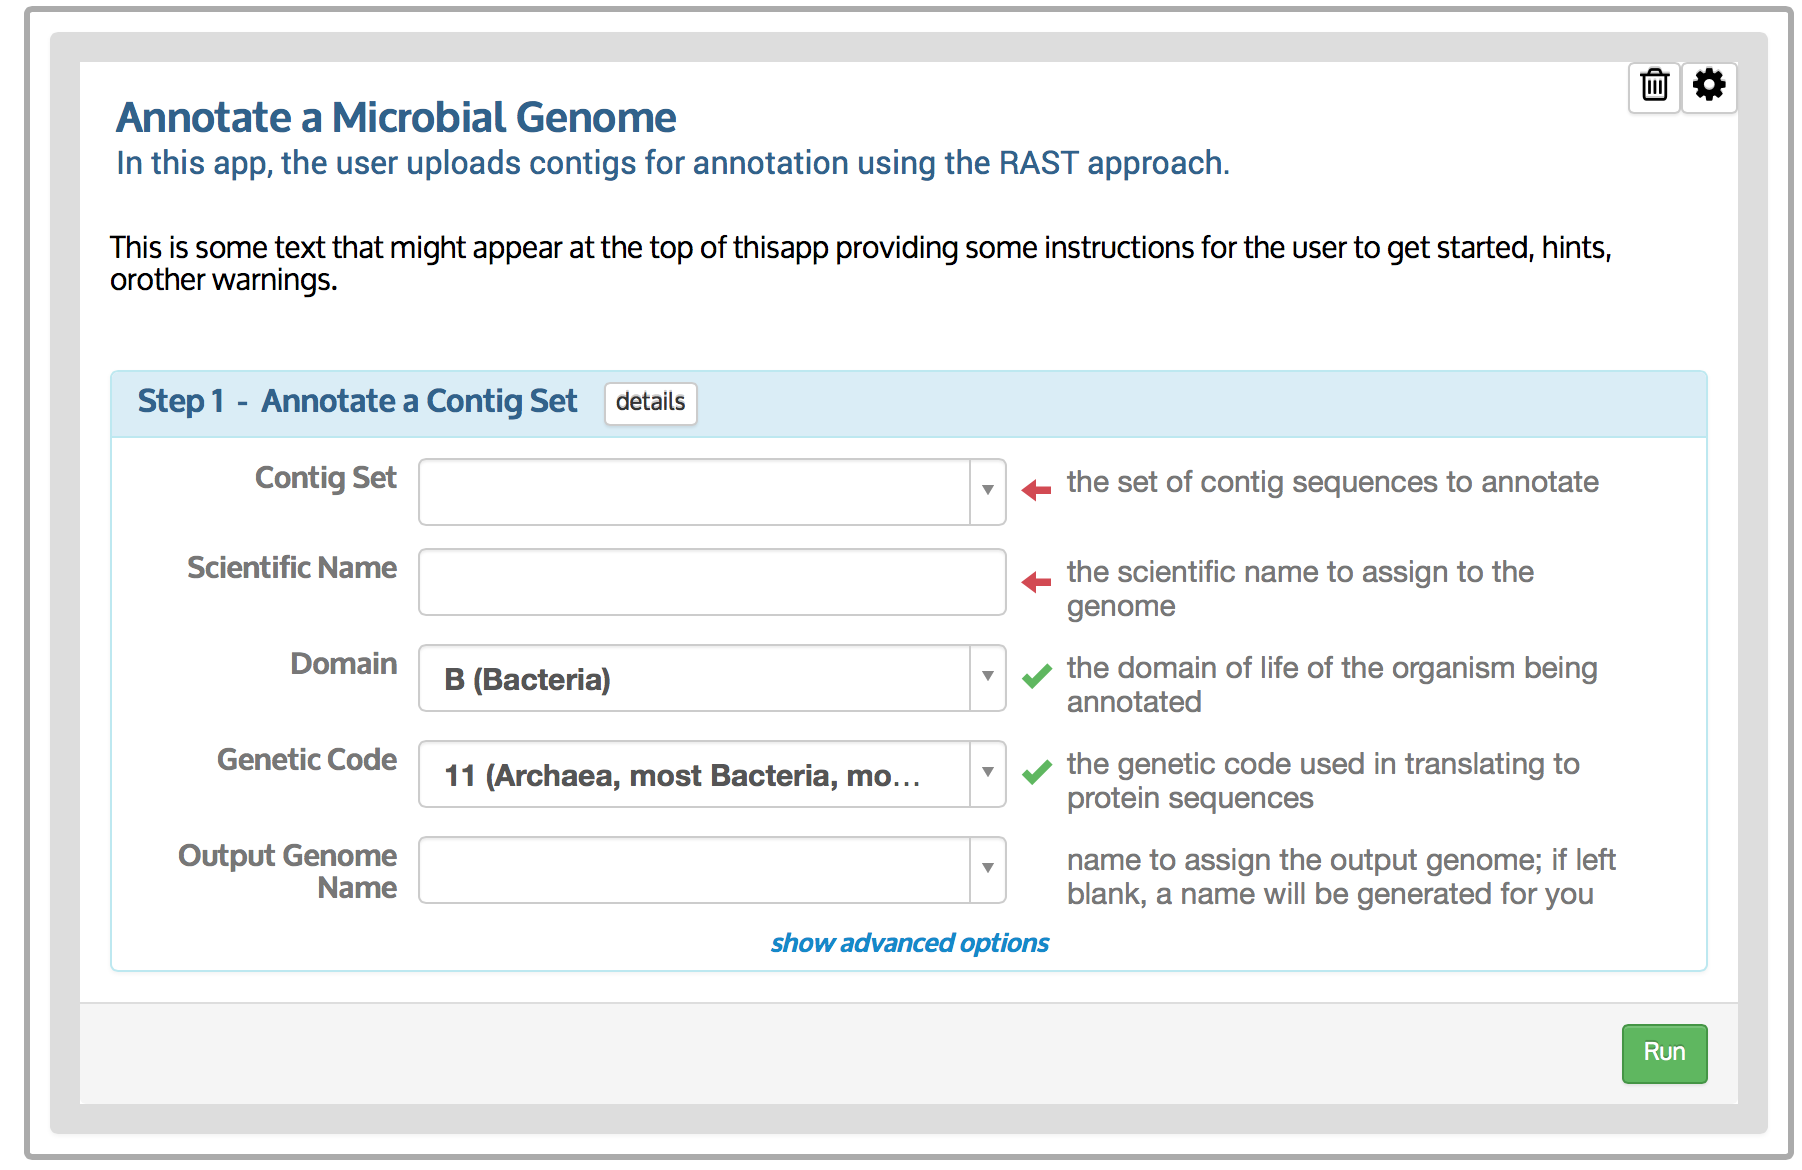 Annotate a Microbial Genome
In this app, the user uploads contigs for annotation using the RAST approach.
This is some text that might appear at the top of thisapp providing some instructions for the user to get started, hints,
orother warnings.
Step 1 - Annotate a Contig Set details
Contig Set
the set of contig sequences to annotate
Scientific Name
the scientific name to assign to the
genome
Domain
B (Bacteria)
the domain of life of the organism being
annotated
Genetic Code
11 (Archaea, most Bacteria, mo...
the genetic code used in translating to
protein sequences
Output Genome
Name
name to assign the output genome; if left
blank, a name will be generated for you
show advanced options
Run